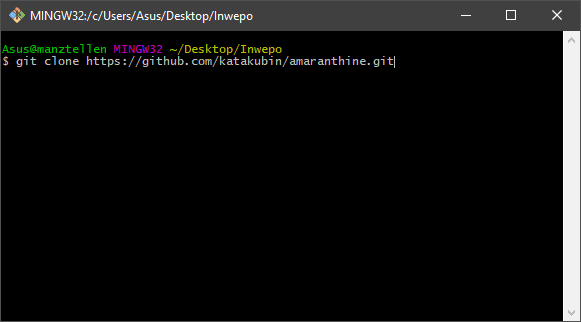 MINGW32:/c/Users/Asus/Desktop/Inwepo
Asus@manztellen MINGW32 ~/Desktop/Inwepo
$ git clone https://github.com/katakubin/amaranthine.git